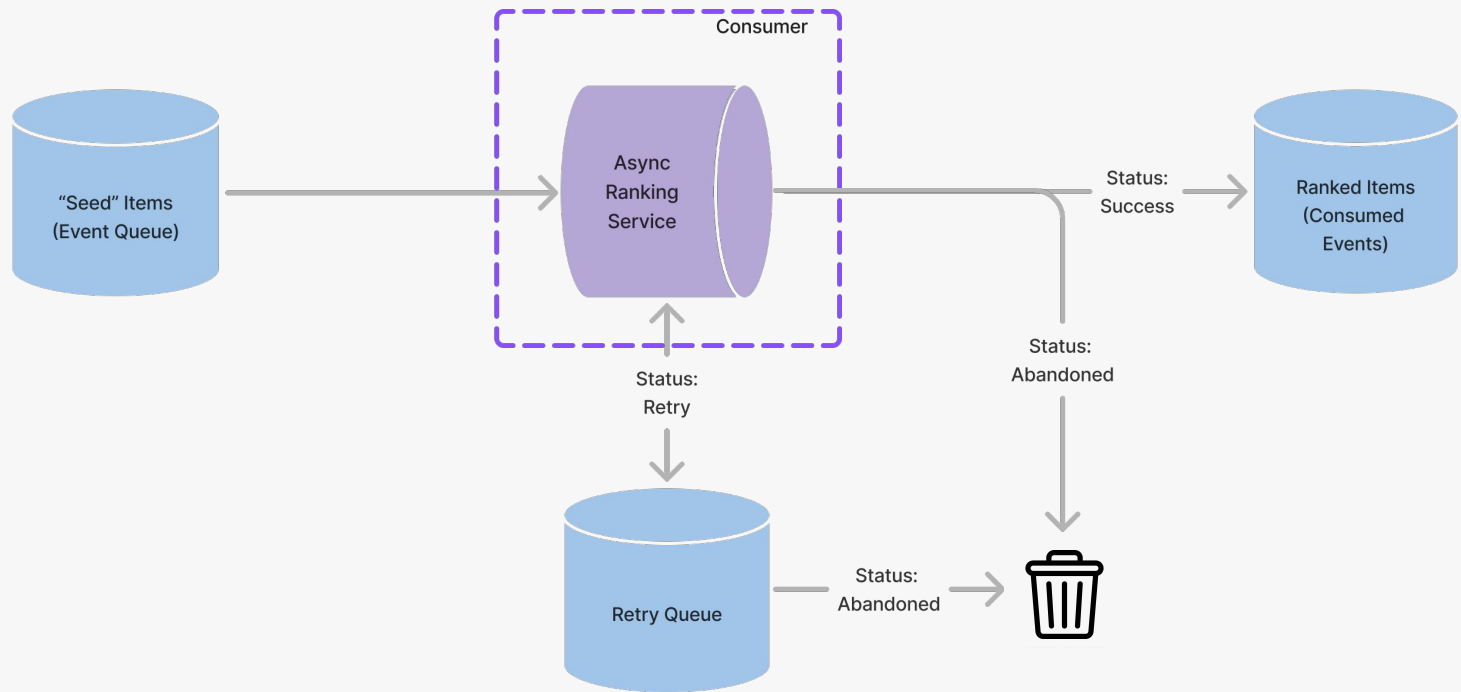 Consumer
“Seed” Items
(Event Queue)
Async
Ranking
Service
Status:
Success
Ranked Items
(Consumed
Events)
Status:
Retry
Status:
Abandoned
Retry Queue
Status:
Abandoned